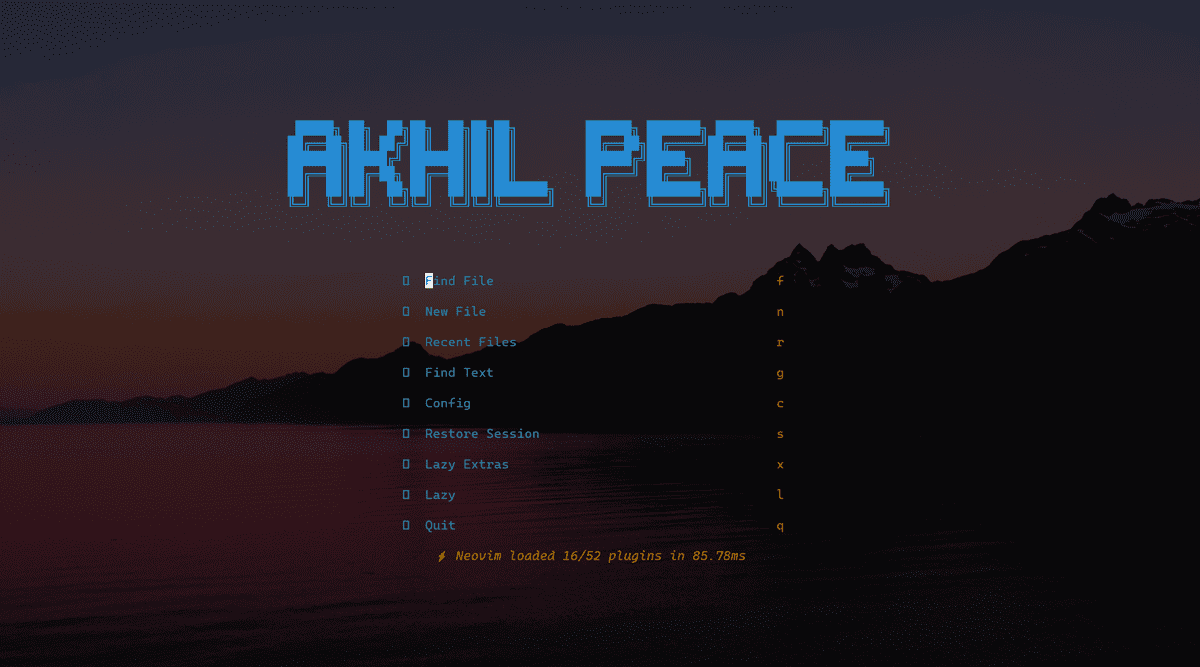 AKHIL PEACE
Find File f
New File n
Recent Files r
Find Text g
Config c
Restore Session s
Lazy Extras x
Lazy l
Quit q
⚡ Neovim loaded 16/52 plugins in 85.78ms